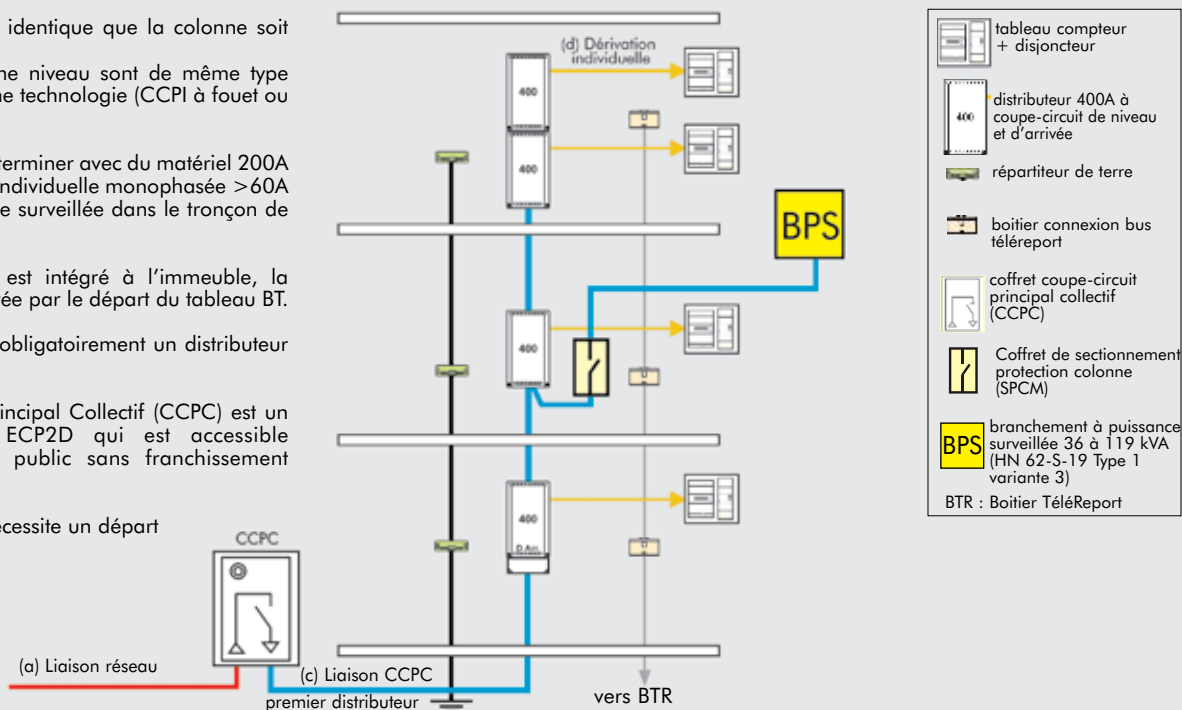 identique que la colonne soit
ne niveau sont de même type
ne technologie (CCPI à fouet ou
terminer avec du matériel 200A
individuelle monophasée >60A
e surveillée dans le tronçon de
est intégré à l'immeuble, la
tée par le départ du tableau BT.
obligatoirement un distributeur
rincipal Collectif (CCPC) est un
ECP2D qui est accessible
public sans franchissement
écessite un départ
(d) Dérivation
individuelle
400
400
BPS
400
400
D.Arr.
CCPC
(a) Liaison réseau
(c) Liaison CCPC
premier distributeur
vers BTR
tableau compteur
+ disjoncteur
400
distributeur 400A à
coupe-circuit de niveau
et d'arrivée
répartiteur de terre
boitier connexion bus
téléreport
coffret coupe-circuit
principal collectif
(CCPC)
Coffret de sectionnement
protection colonne
(SPCM)
BPS
branchement à puissance
surveillée 36 à 119 kVA
(HN 62-S-19 Type 1
variante 3)
BTR : Boitier TéléReport